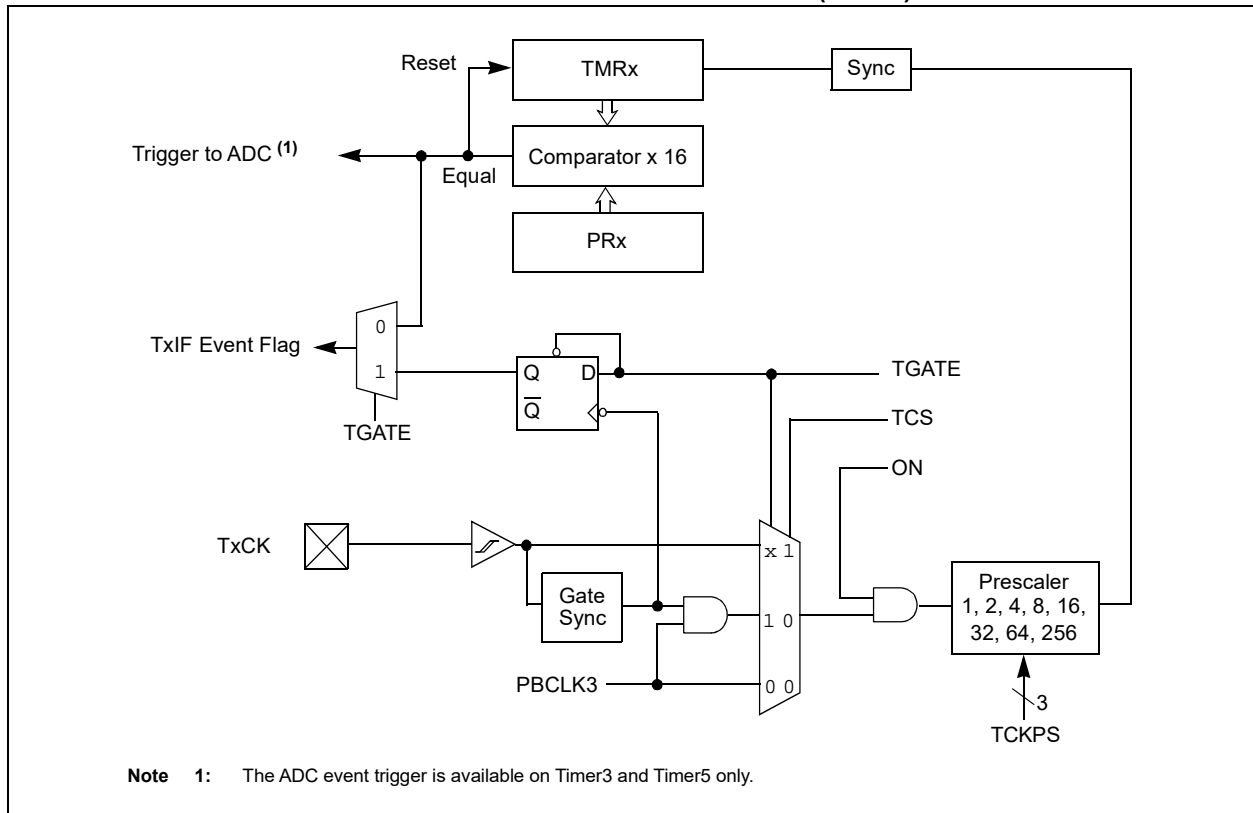 Reset
TMRx
Sync
Trigger to ADC (1)
Equal
Comparator x 16
PRx
TxIF Event Flag
0
1
TGATE
Q
D
Q
TGATE
TCS
ON
TxCK
x 1
Gate
Sync
1 0
PBCLK3
0 0
Prescaler
1, 2, 4, 8, 16,
32, 64, 256
3
TCKPS
Note 1: The ADC event trigger is available on Timer3 and Timer5 only.